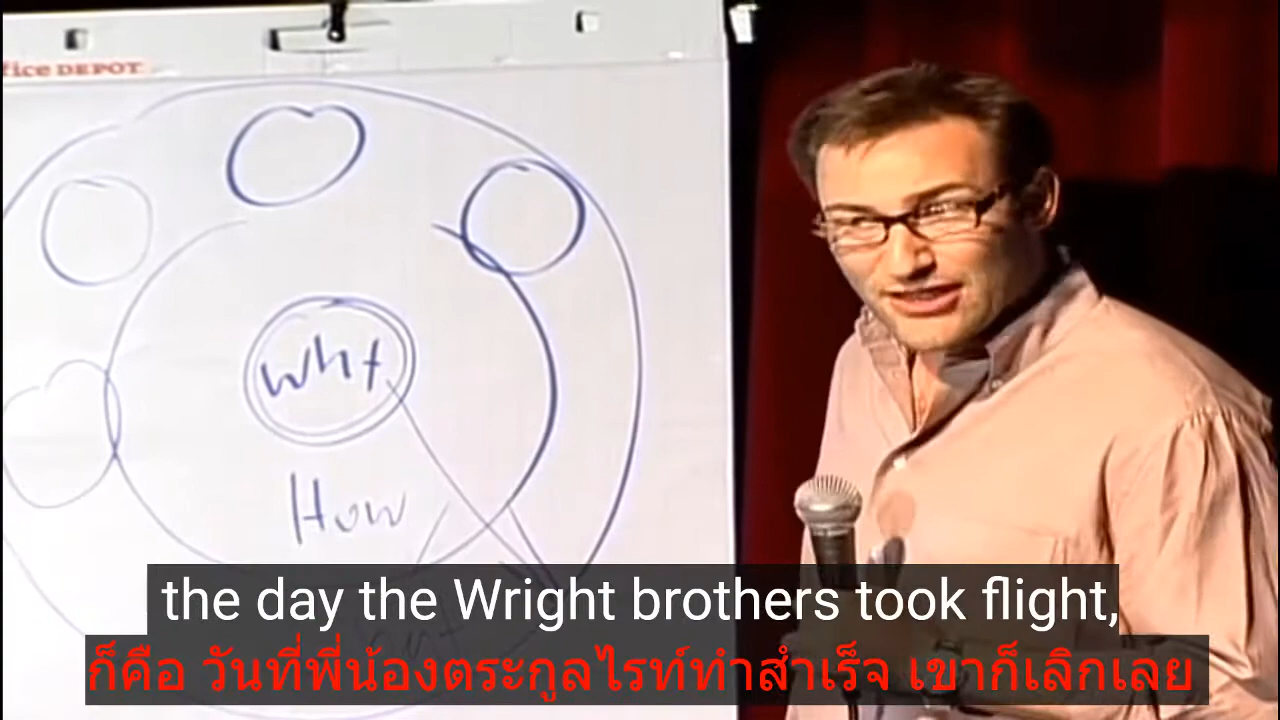 fice DEPOT
Why
How
the day the Wright brothers took flight,
ก็คือ วันที่พี่น้องตระกูลไรท์ทำสำเร็จ เขาก็เลิกเลย